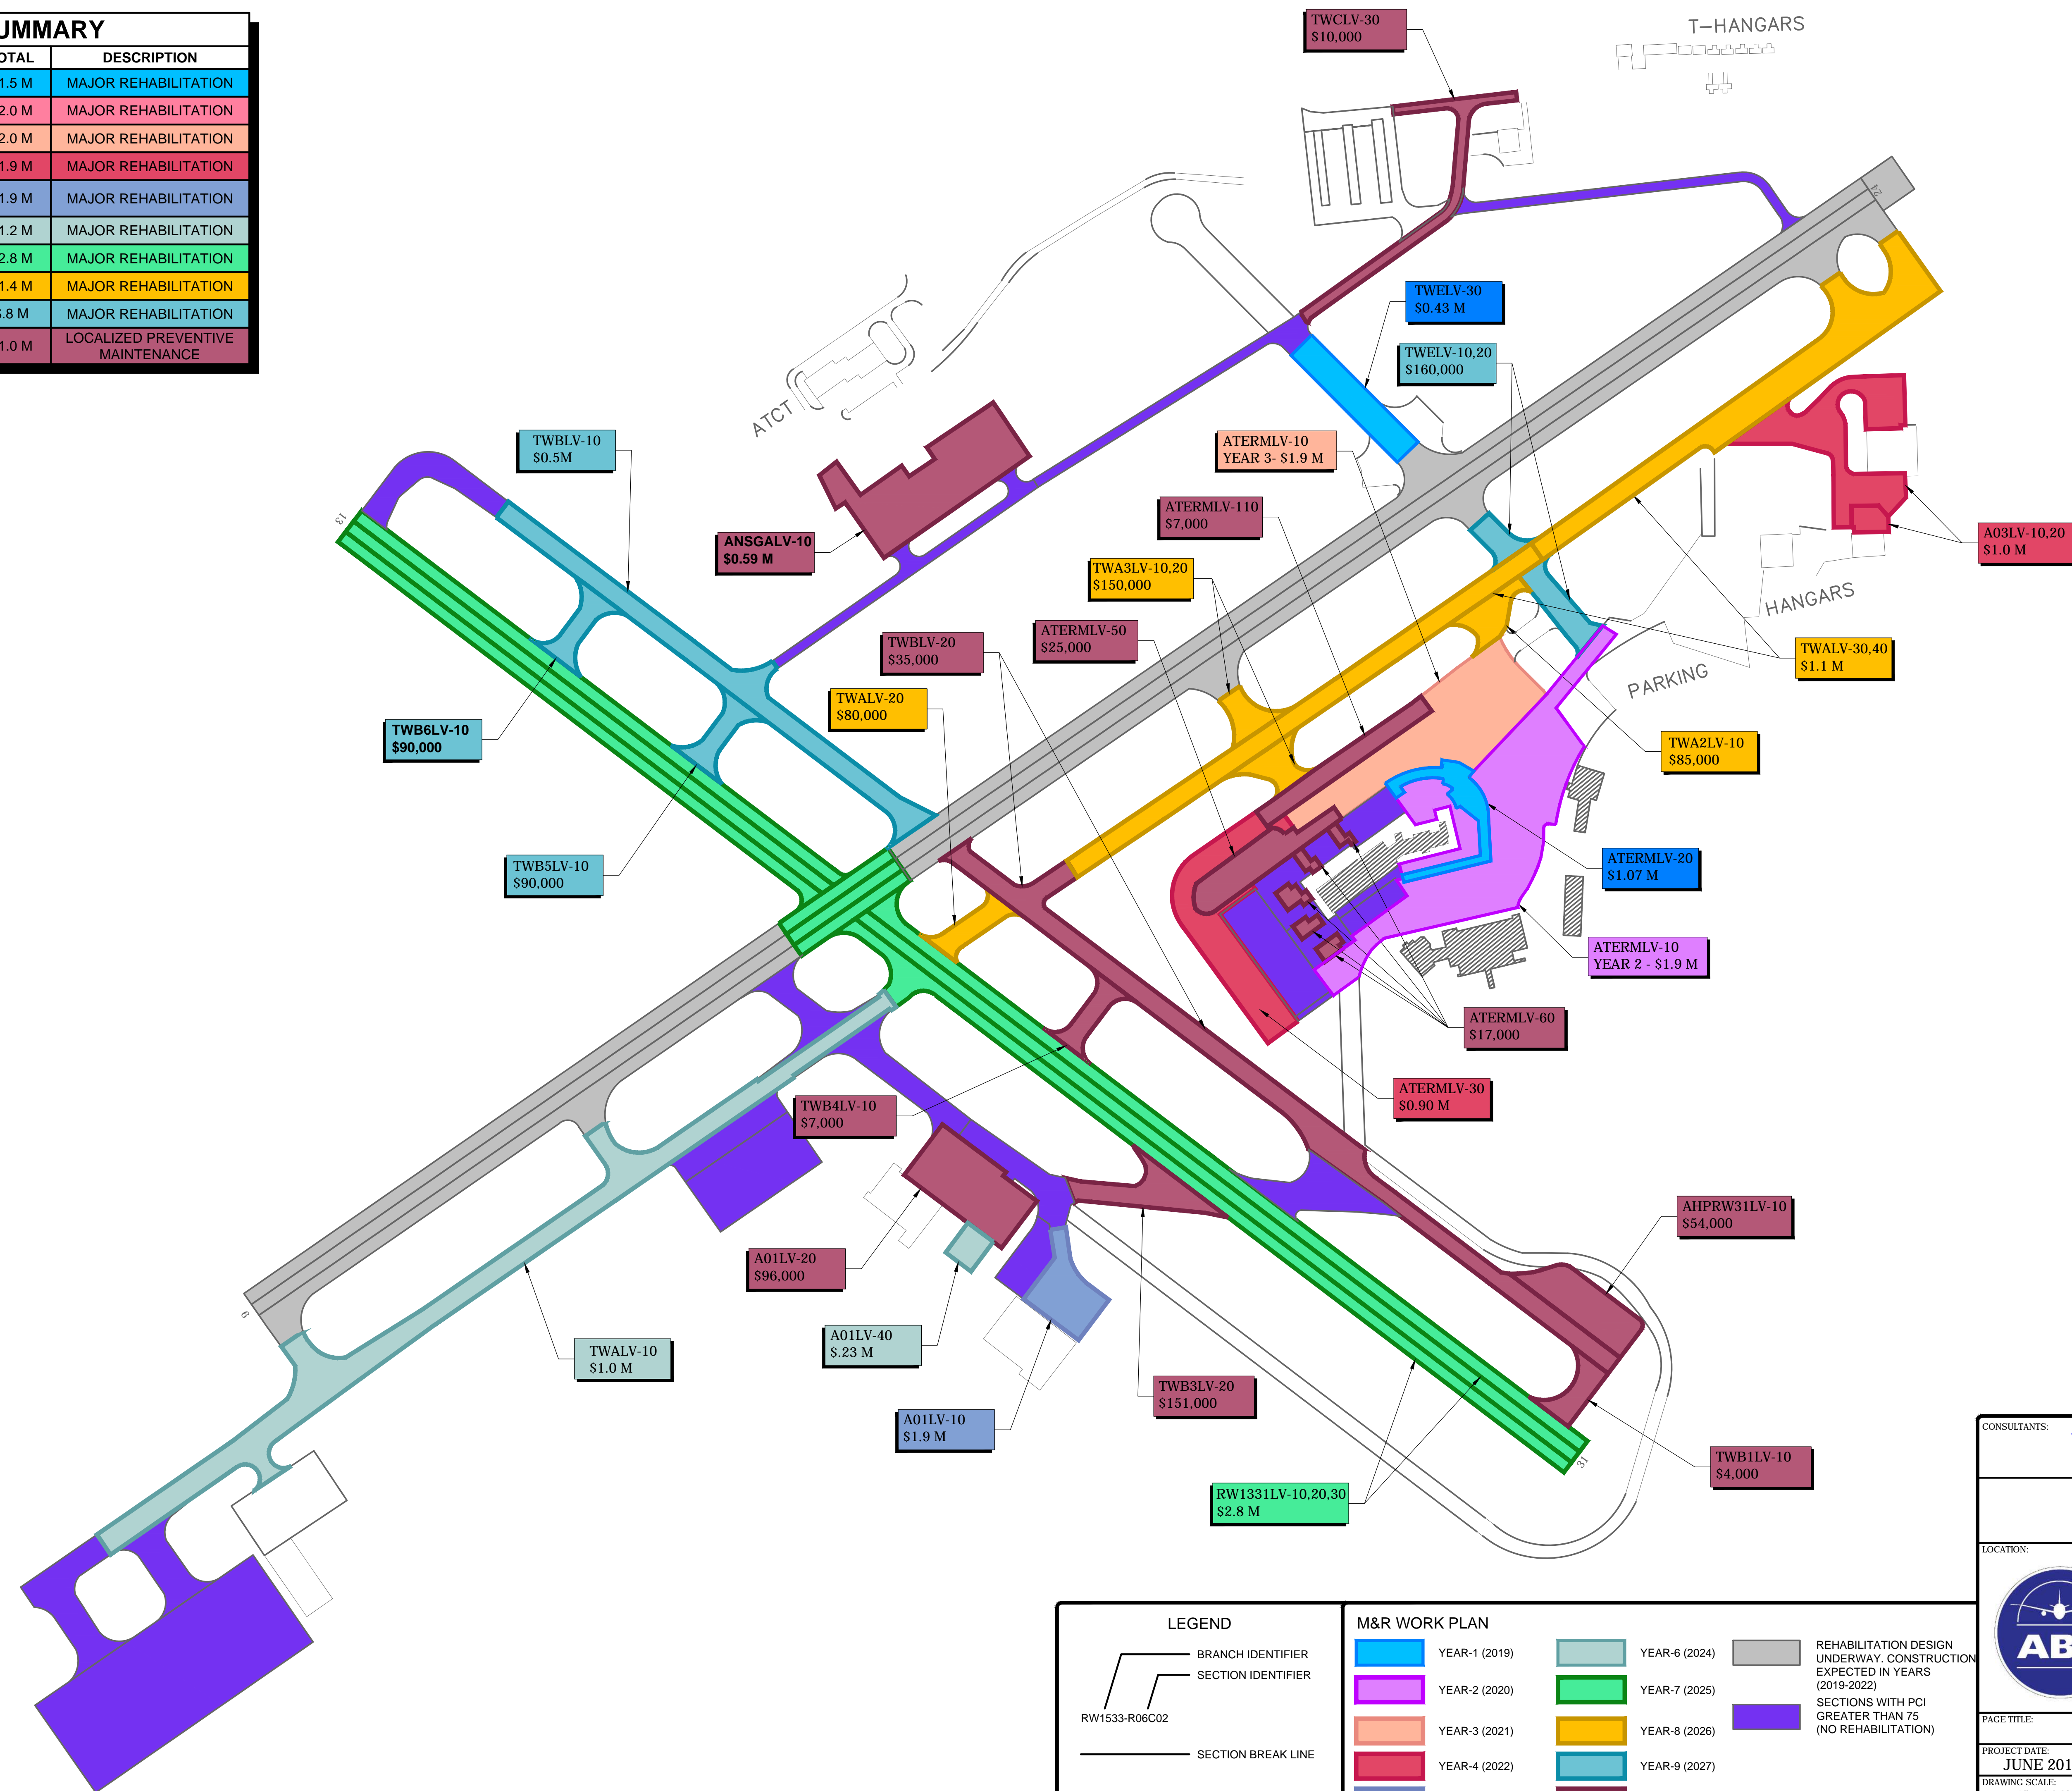 UMMARY
OTAL DESCRIPTION
1.5 M MAJOR REHABILITATION
2.0 M MAJOR REHABILITATION
2.0 M MAJOR REHABILITATION
1.9 M MAJOR REHABILITATION
1.9 M MAJOR REHABILITATION
1.2 M MAJOR REHABILITATION
2.8 M MAJOR REHABILITATION
1.4 M MAJOR REHABILITATION
.8 M MAJOR REHABILITATION
1.0 M LOCALIZED PREVENTIVE
MAINTENANCE
TWCLV-30
$10,000
T-HANGARS
24
TWELV-30
$0.43 M
TWELV-10,20
$160,000
ATCT
TWBLV-10
$0.5M
ATERMLV-10
YEAR 3- $1.9 M
13
ANSGALV-10
$0.59 M
ATERMLV-110
$7,000
A03LV-10,20
$1.0 M
TWA3LV-10,20
$150,000
HANGARS
TWBLV-20
$35,000
ATERMLV-50
$25,000
TWALV-30,40
$1.1 M
PARKING
TWALV-20
$80,000
TWB6LV-10
$90,000
TWA2LV-10
$85,000
TWB5LV-10
$90,000
ATERMLV-20
$1.07 M
ATERMLV-10
YEAR 2 - $1.9 M
ATERMLV-60
$17,000
ATERMLV-30
$0.90 M
TWB4LV-10
$7,000
AHPRW31LV-10
$54,000
A01LV-20
$96,000
6
A01LV-40
$.23 M
TWALV-10
$1.0 M
TWB3LV-20
$151,000
A01LV-10
$1.9 M
TWB1LV-10
$4,000
31
RW1331LV-10,20,30
$2.8 M
LEGEND
BRANCH IDENTIFIER
SECTION IDENTIFIER
RW1533-R06C02
SECTION BREAK LINE
M&R WORK PLAN
YEAR-1 (2019)
YEAR-2 (2020)
YEAR-3 (2021)
YEAR-4 (2022)
YEAR-6 (2024)
YEAR-7 (2025)
YEAR-8 (2026)
YEAR-9 (2027)
REHABILITATION DESIGN
UNDERWAY. CONSTRUCTION
EXPECTED IN YEARS
(2019-2022)
SECTIONS WITH PCI
GREATER THAN 75
(NO REHABILITATION)
CONSULTANTS:
LOCATION:
AB
PAGE TITLE:
PROJECT DATE:
JUNE 201
DRAWING SCALE: